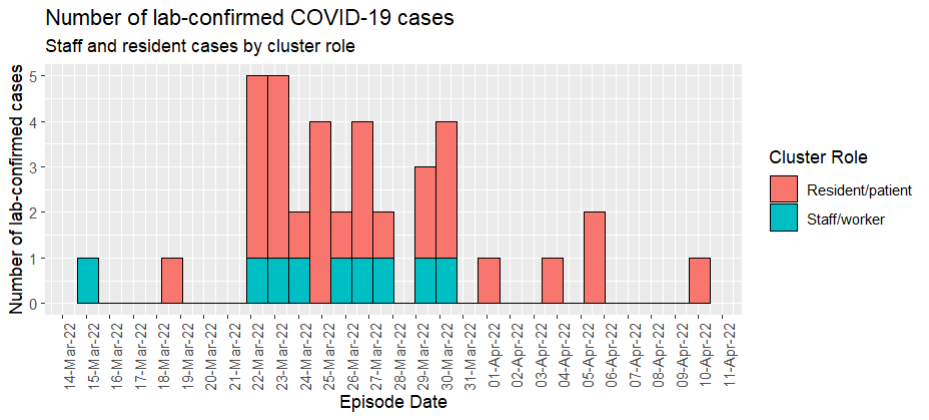 Number of lab-confirmed COVID-19 cases
Staff and resident cases by cluster role
Number of lab-confirmed cases
5
4
3
2
1
0
14-Mar-22
15-Mar-22
16-Mar-22
17-Mar-22
18-Mar-22
19-Mar-22
20-Mar-22
21-Mar-22
22-Mar-22
23-Mar-22
24-Mar-22
25-Mar-22
26-Mar-22
27-Mar-22
28-Mar-22
29-Mar-22
30-Mar-22
31-Mar-22
01-Apr-22
02-Apr-22
03-Apr-22
04-Apr-22
05-Apr-22
06-Apr-22
07-Apr-22
08-Apr-22
09-Apr-22
10-Apr-22
11-Apr-22
Episode Date
Cluster Role
Resident/patient
Staff/worker